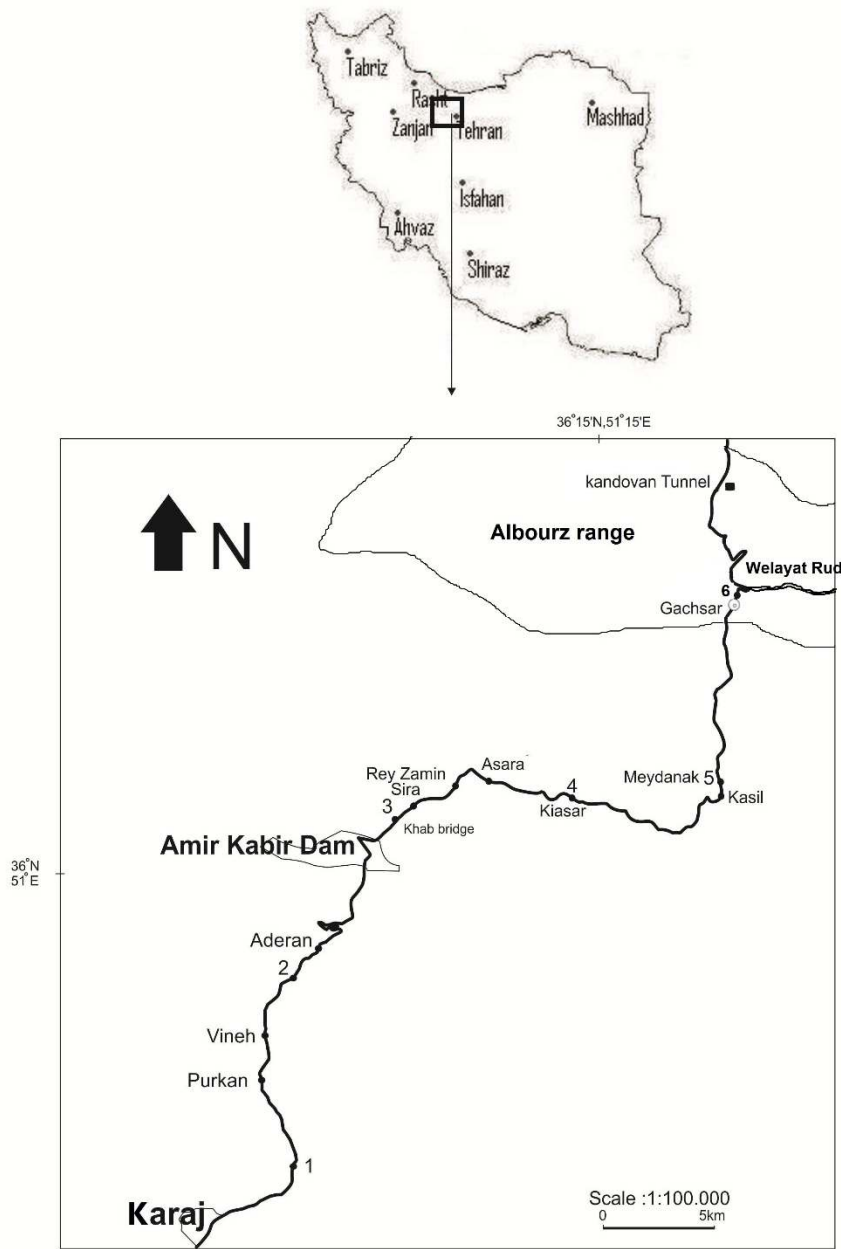 Tabriz
Rasht
Zanjan
Tehran
Mashhad
Isfahan
Ahvaz
Shiraz
36°15'N,51°15'E
kandovan Tunnel
N
Albourz range
Welayat Rud
6
Gachsar
Asara
Rey Zamin
Sira
Meydanak 5
4
Kasil
Kiasar
3
Khab bridge
Amir Kabir Dam
36°N
51°E
Aderan
2
Vineh
Purkan
1
Karaj
Scale :1:100.000
0 5km